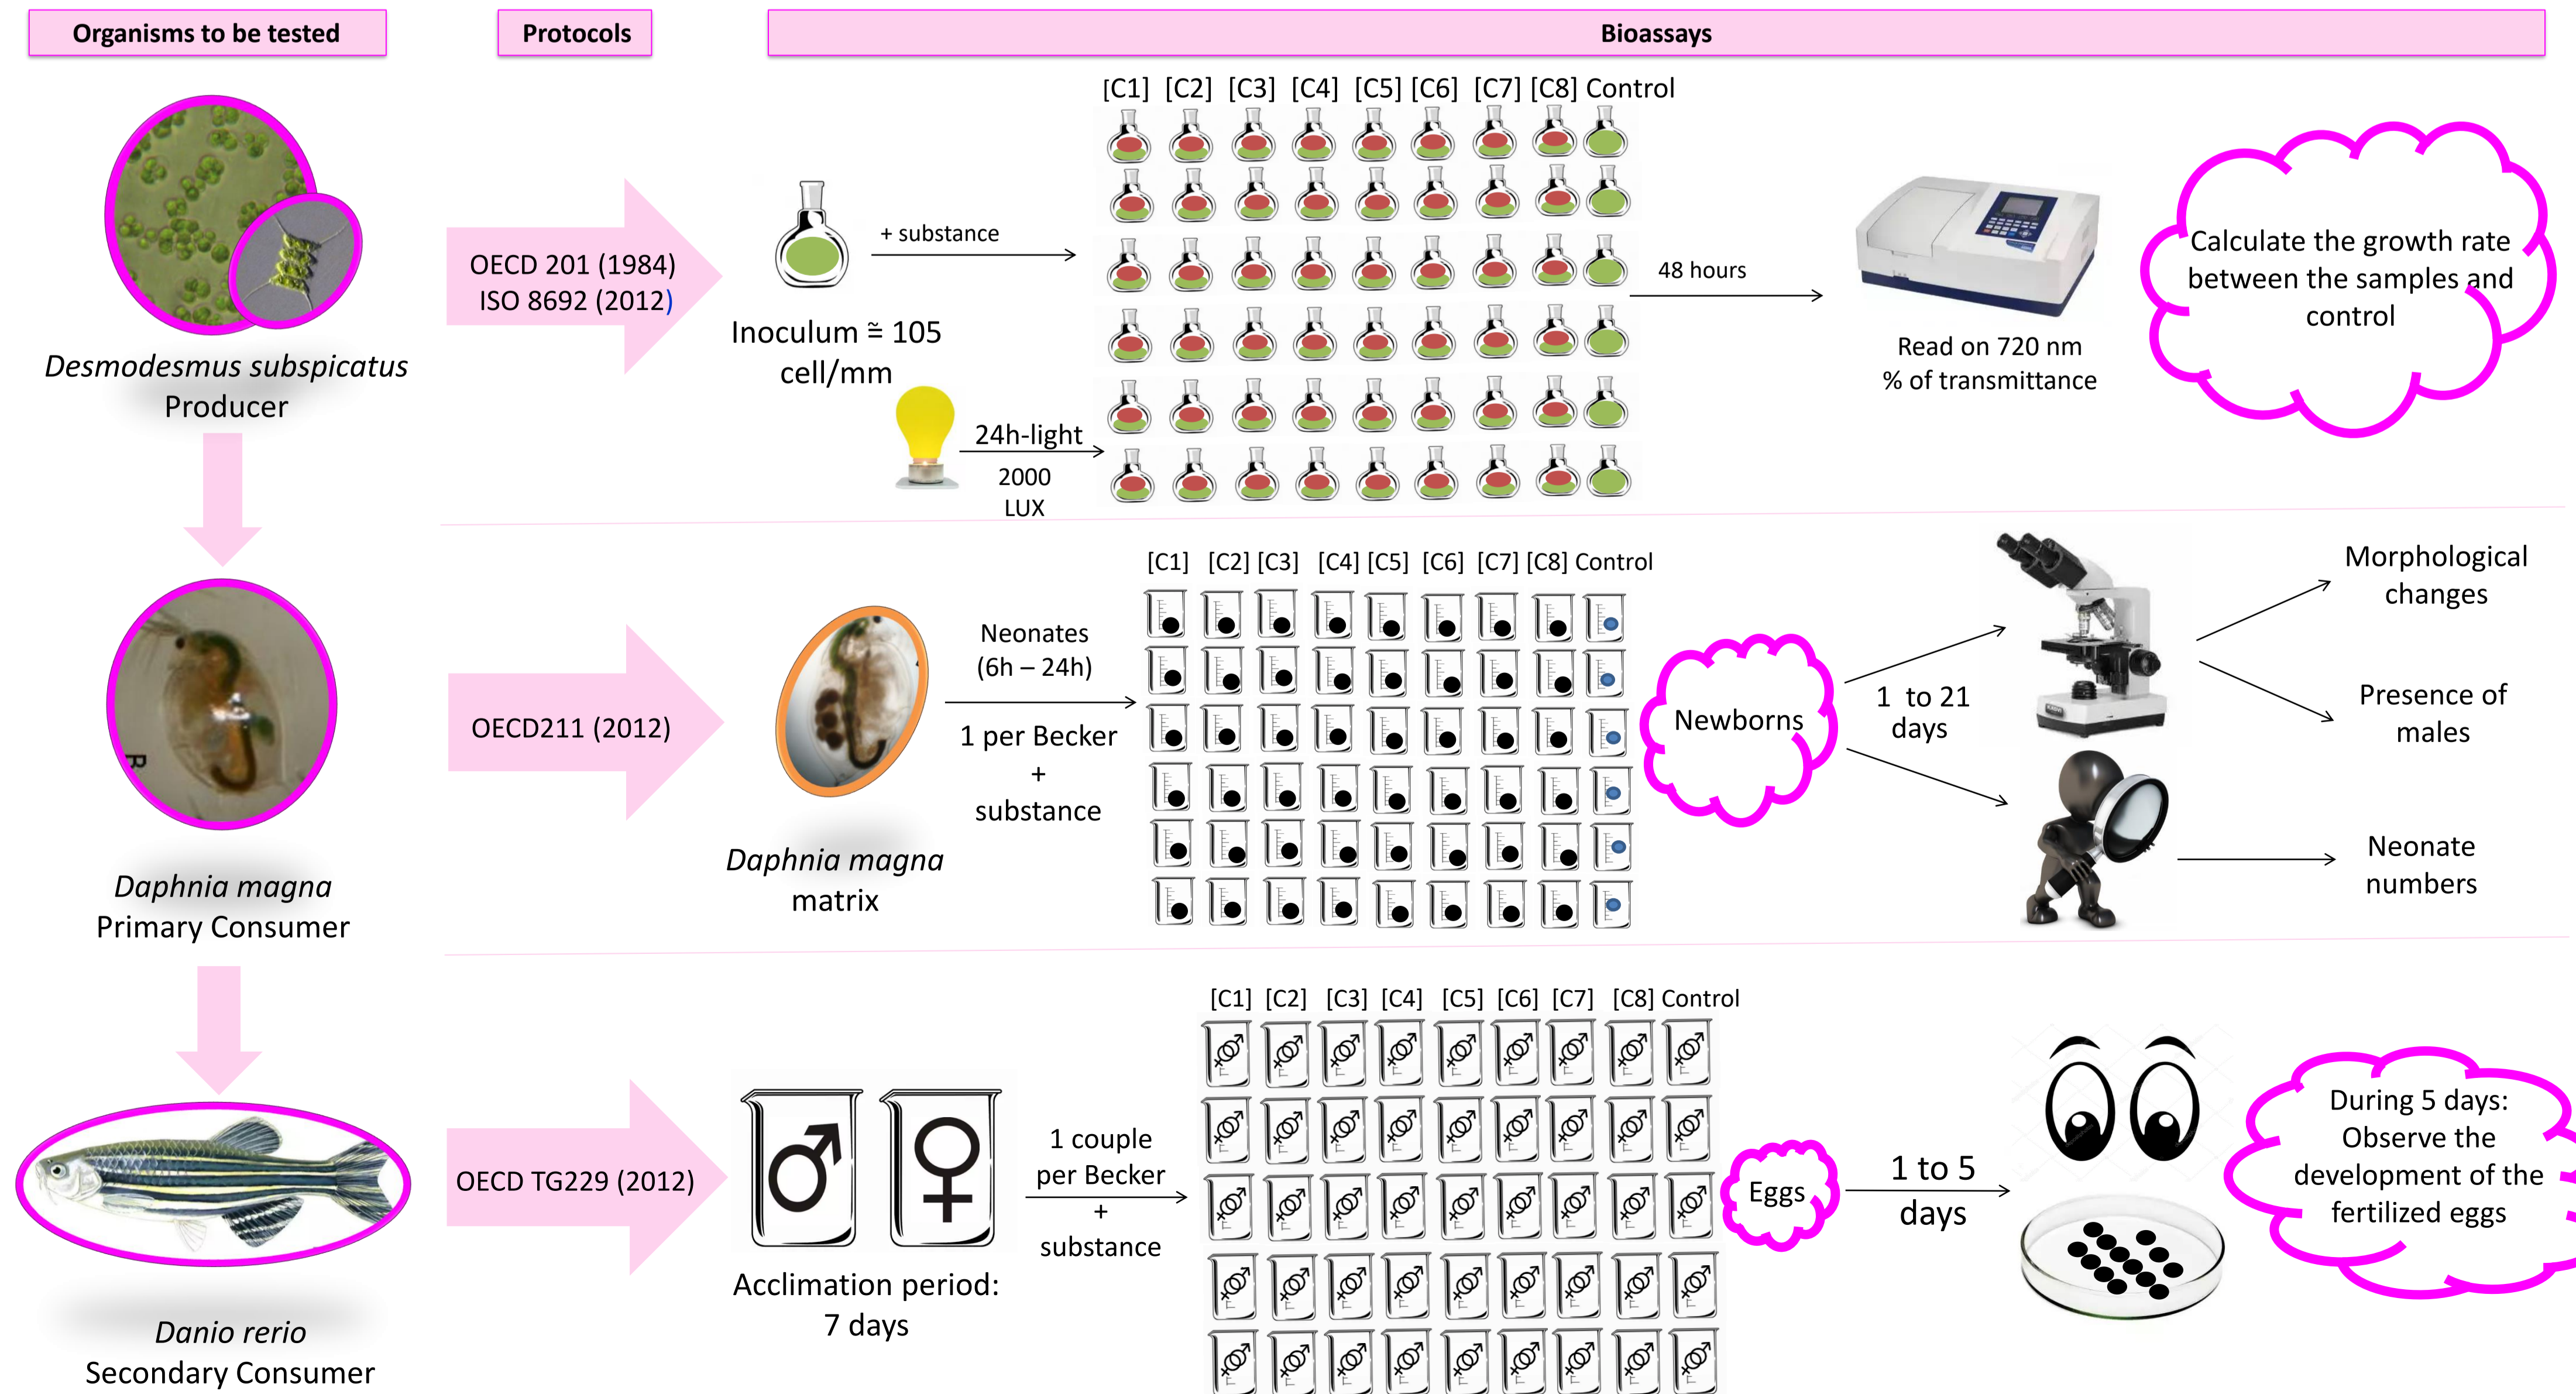 Organisms to be tested
Protocols
Bioassays
Desmodesmus subspicatus
Producer
OECD 201 (1984)
ISO 8692 (2012)
Inoculum ≅ 105
cell/mm
+ substance
24h-light
2000
LUX
[C1] [C2] [C3] [C4] [C5] [C6] [C7] [C8] Control
48 hours
Read on 720 nm
% of transmittance
Calculate the growth rate
between the samples and
control
Daphnia magna
Primary Consumer
OECD211 (2012)
Daphnia magna
matrix
Neonates
(6h – 24h)
1 per Becker
+
substance
[C1] [C2] [C3] [C4] [C5] [C6] [C7] [C8] Control
Newborns
1 to 21
days
Morphological
changes
Presence of
males
Neonate
numbers
Danio rerio
Secondary Consumer
OECD TG229 (2012)
Acclimation period:
7 days
1 couple
per Becker
+
substance
[C1] [C2] [C3] [C4] [C5] [C6] [C7] [C8] Control
Eggs
1 to 5
days
During 5 days:
Observe the
development of the
fertilized eggs